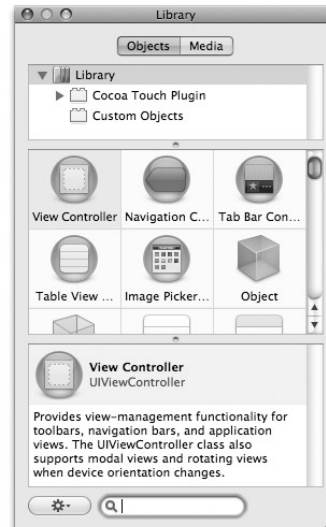 Library
Objects Media
Library
Cocoa Touch Plugin
Custom Objects
View Controller Navigation C... Tab Bar Con...
Table View ... Image Picker... Object
View Controller
UIViewController
Provides view-management functionality for
toolbars, navigation bars, and application
views. The UIViewController class also
supports modal views and rotating views
when device orientation changes.